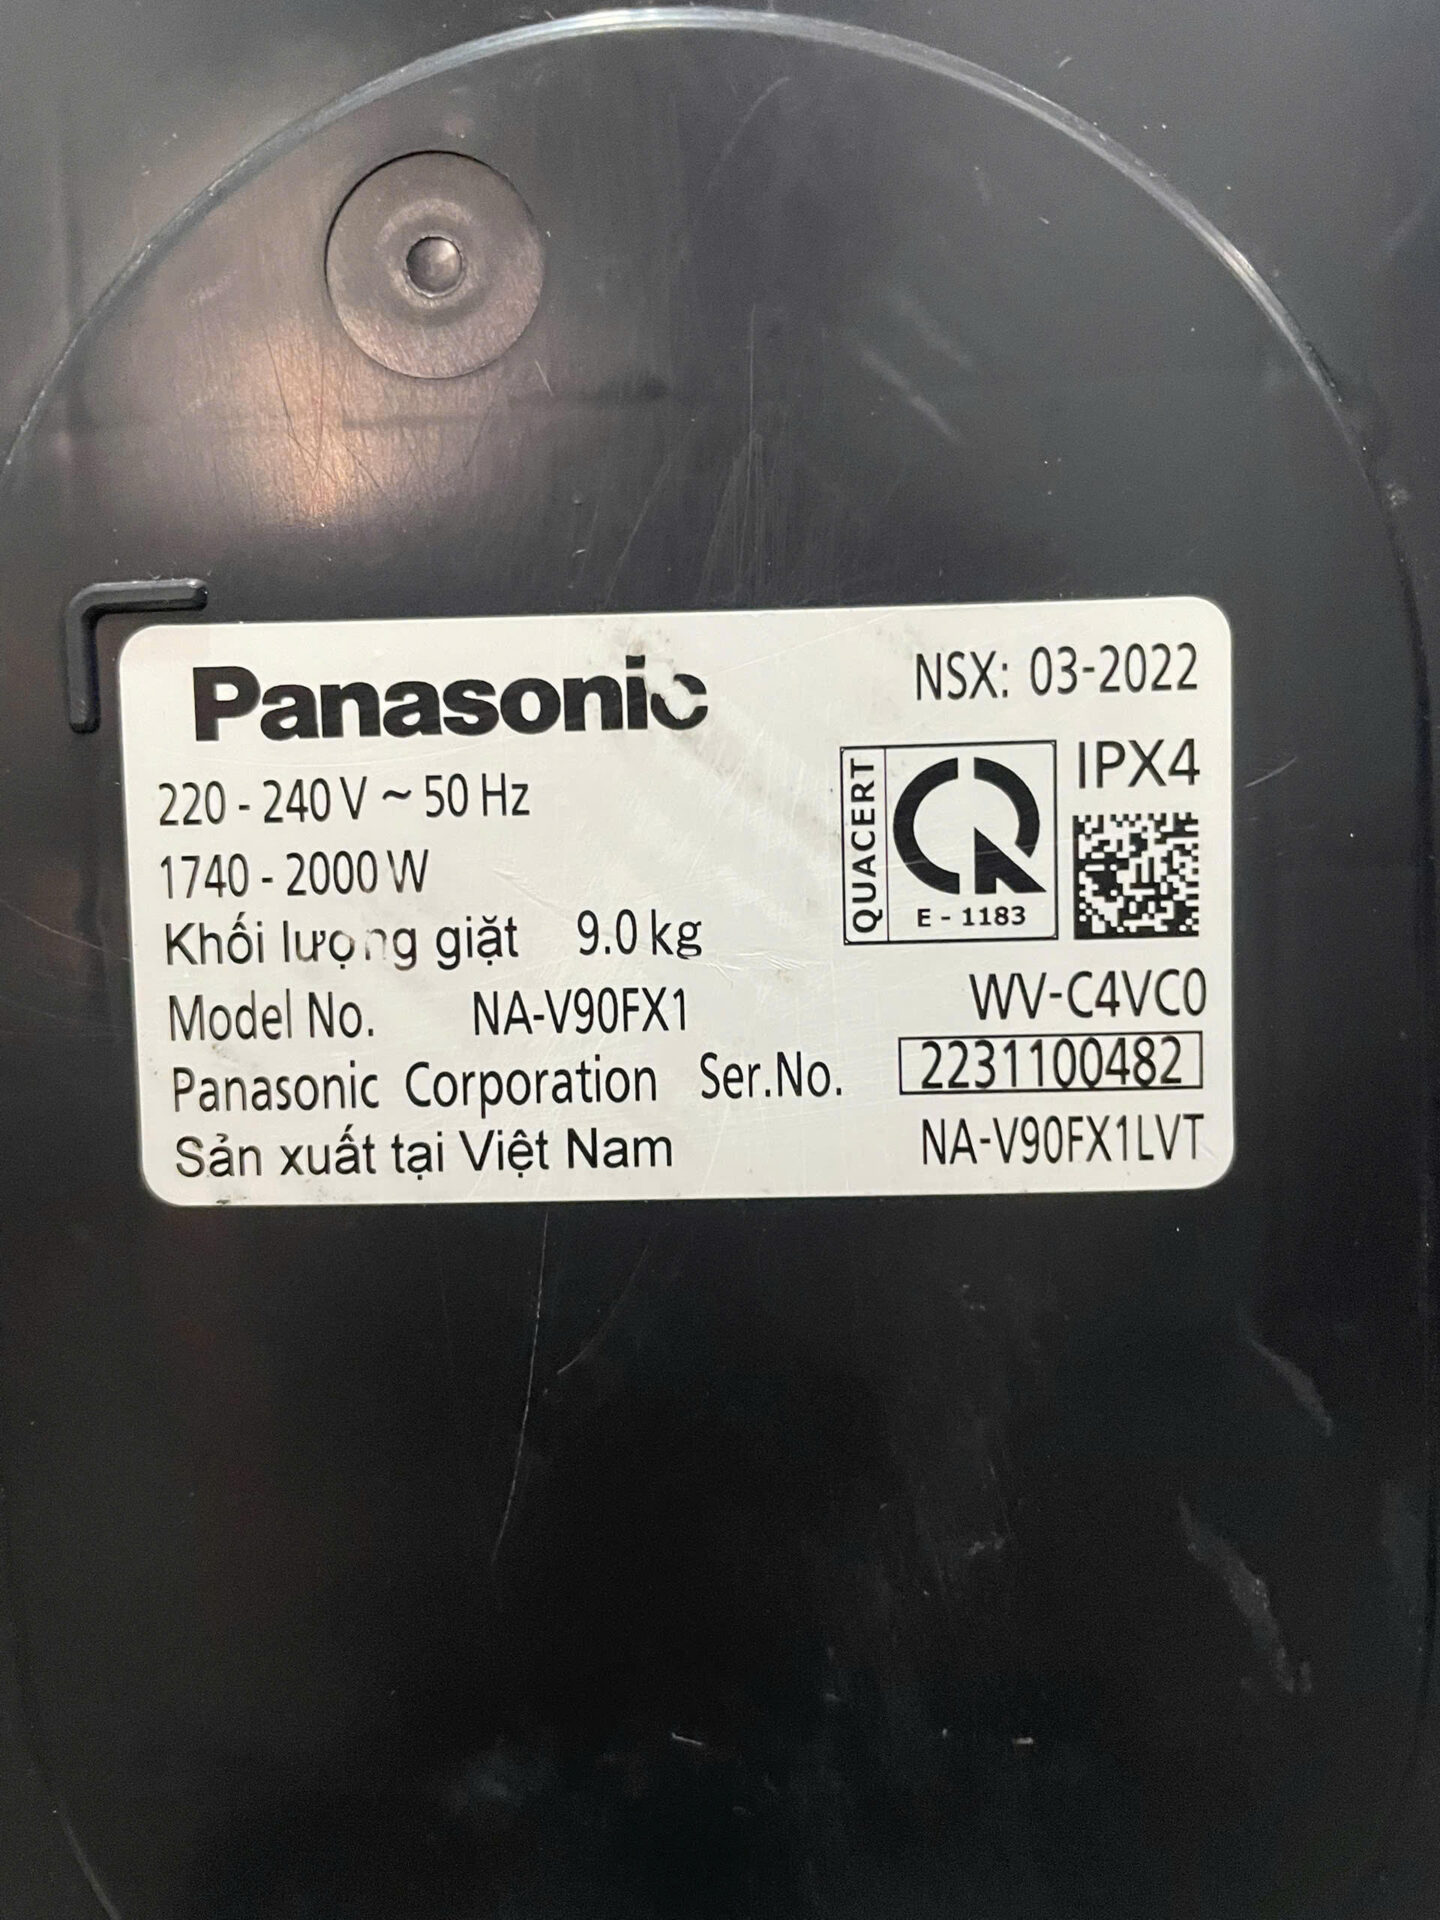 Panasonic
NSX: 03-2022
220 - 240 V ~ 50 Hz
IPX4
QUACERT
E - 1183
1740 - 2000 W
Khối lượng giặt 9.0 kg
WV-C4VC0
Model No. NA-V90FX1
Panasonic Corporation Ser.No. 2231100482
Sản xuất tại Việt Nam
NA-V90FX1LVT